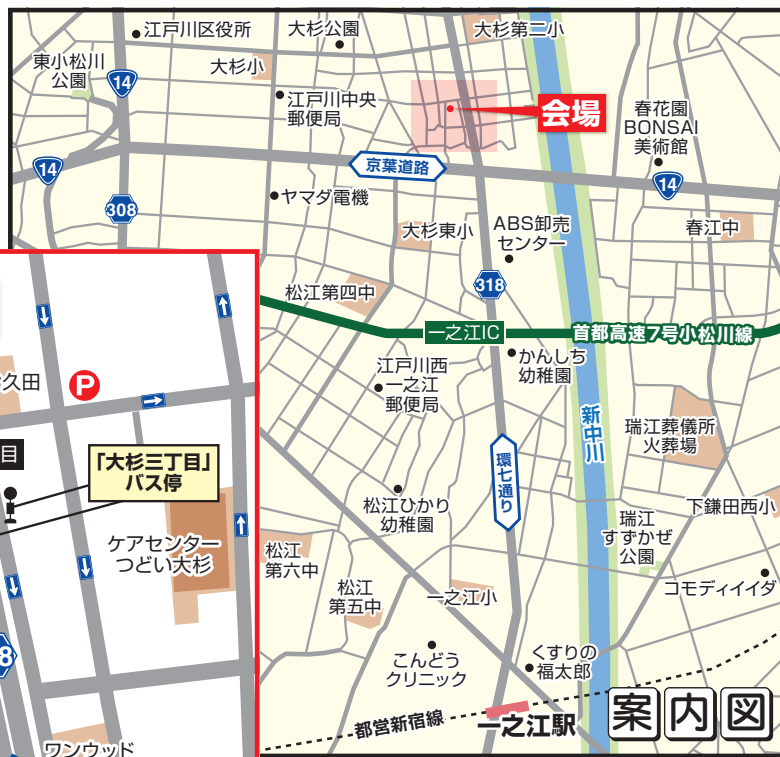 江戸川区役所
大杉公園
大杉第二小
東小松川
公園
14
大杉小
江戸川中央
郵便局
会場
春花園
BONSAI
美術館
14
京葉道路
14
308
ヤマダ電機
大杉東小
ABS卸売
センター
春江中
318
松江第四中
一之江IC
首都高速7号小松川線
江戸川西
一之江
郵便局
かんしち
幼稚園
久田
P
目
「大杉三丁目」
バス停
新中川
瑞江葬儀所
火葬場
環七通り
松江ひかり
幼稚園
下鎌田西小
瑞江
すずかぜ
公園
ケアセンター
つどい大杉
松江
第六中
松江
第五中
一之江小
コモディイイダ
8
こんどう
クリニック
くすりの
福太郎
都営新宿線
一之江駅
案内図
ワンウッド